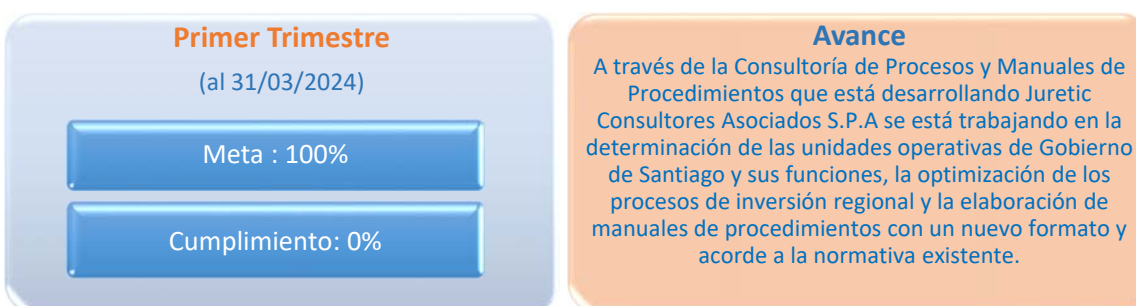 Primer Trimestre
(al 31/03/2024)
Meta : 100%
Cumplimiento: 0%
Avance
A través de la Consultoría de Procesos y Manuales de
Procedimientos que está desarrollando Juretic
Consultores Asociados S.P.A se está trabajando en la
determinación de las unidades operativas de Gobierno
de Santiago y sus funciones, la optimización de los
procesos de inversión regional y la elaboración de
manuales de procedimientos con un nuevo formato y
acorde a la normativa existente.